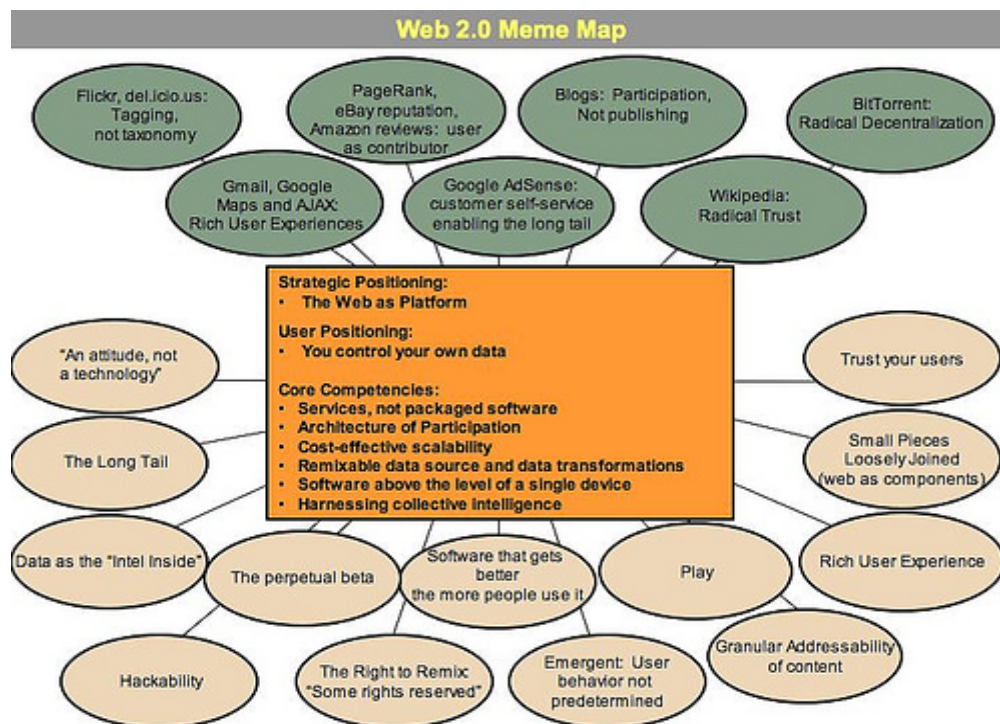 Web 2.0 Meme Map
Flickr, del.icio.us:
Tagging,
not taxonomy
PageRank,
eBay reputation,
Amazon reviews: user
as contributor
Blogs: Participation,
Not publishing
BitTorrent:
Radical Decentralization
Gmail, Google
Maps and AJAX:
Rich User Experiences
Google AdSense:
customer self-service
enabling the long tail
Wikipedia:
Radical Trust
Strategic Positioning:
• The Web as Platform
User Positioning:
• You control your own data
Core Competencies:
• Services, not packaged software
• Architecture of Participation
• Cost-effective scalability
• Remixable data source and data transformations
• Software above the level of a single device
• Harnessing collective intelligence
"An attitude, not
a technology"
Trust your users
The Long Tail
Small Pieces
Loosely Joined
(web as components)
Data as the "Intel Inside"
The perpetual beta
Software that gets
better
the more people use it
Play
Rich User Experience
Hackability
The Right to Remix:
"Some rights reserved"
Emergent: User
behavior not
predetermined
Granular Addressability
of content